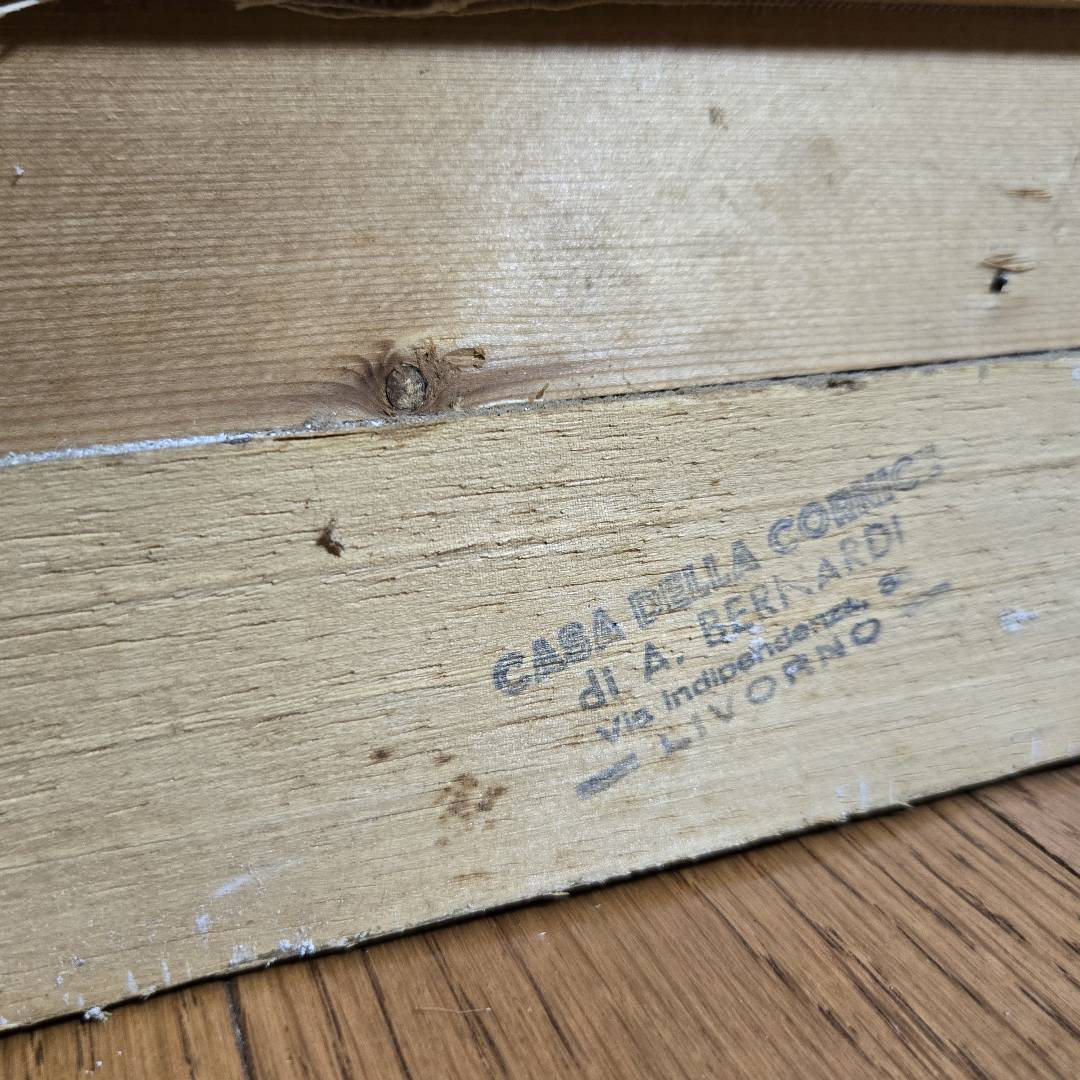 CASA DELLA CORNICE
di A. BERNARDI
Via Indipendenza,
— LIVORNO —